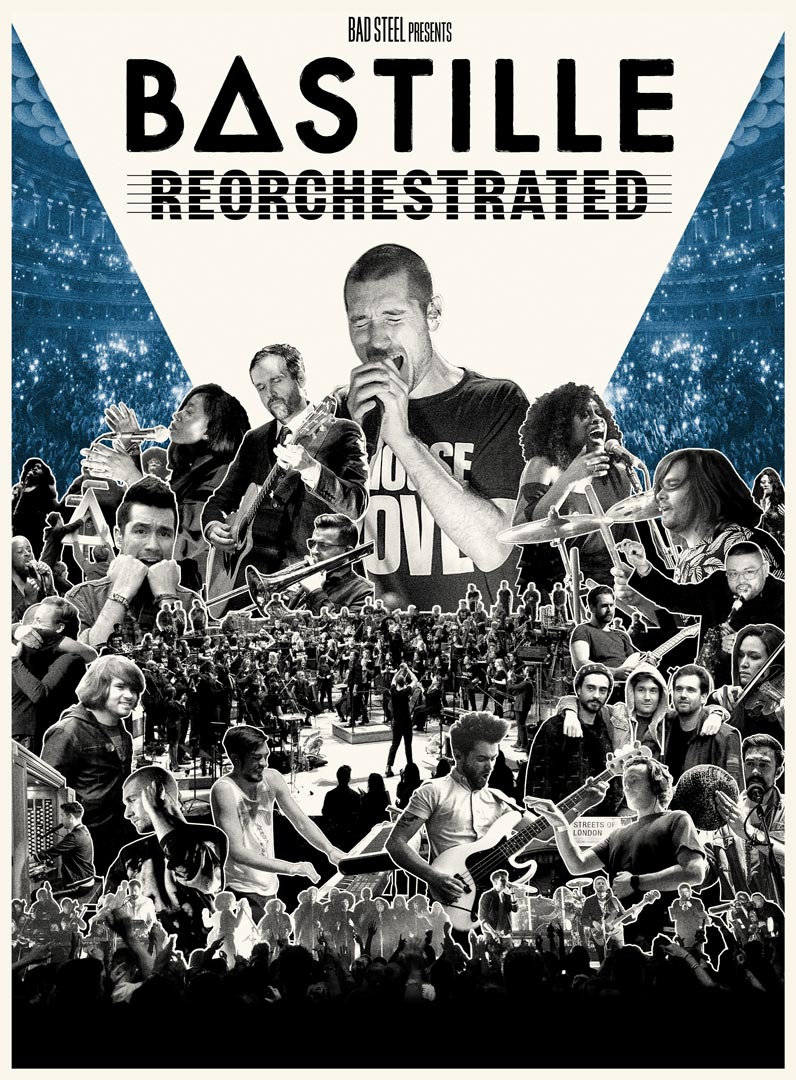 BAD STEEL PRESENTS
BASTILLE
REORCHESTRATED
STREETS OF
LONDON